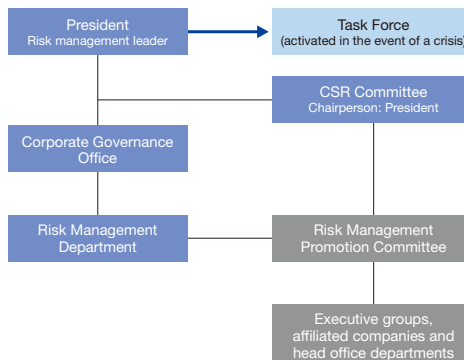 President
Risk management leader
Task Force
(activated in the event of a crisis)
CSR Committee
Chairperson: President
Corporate Governance
Office
Risk Management
Department
Risk Management
Promotion Committee
Executive groups,
affiliated companies and
head office departments